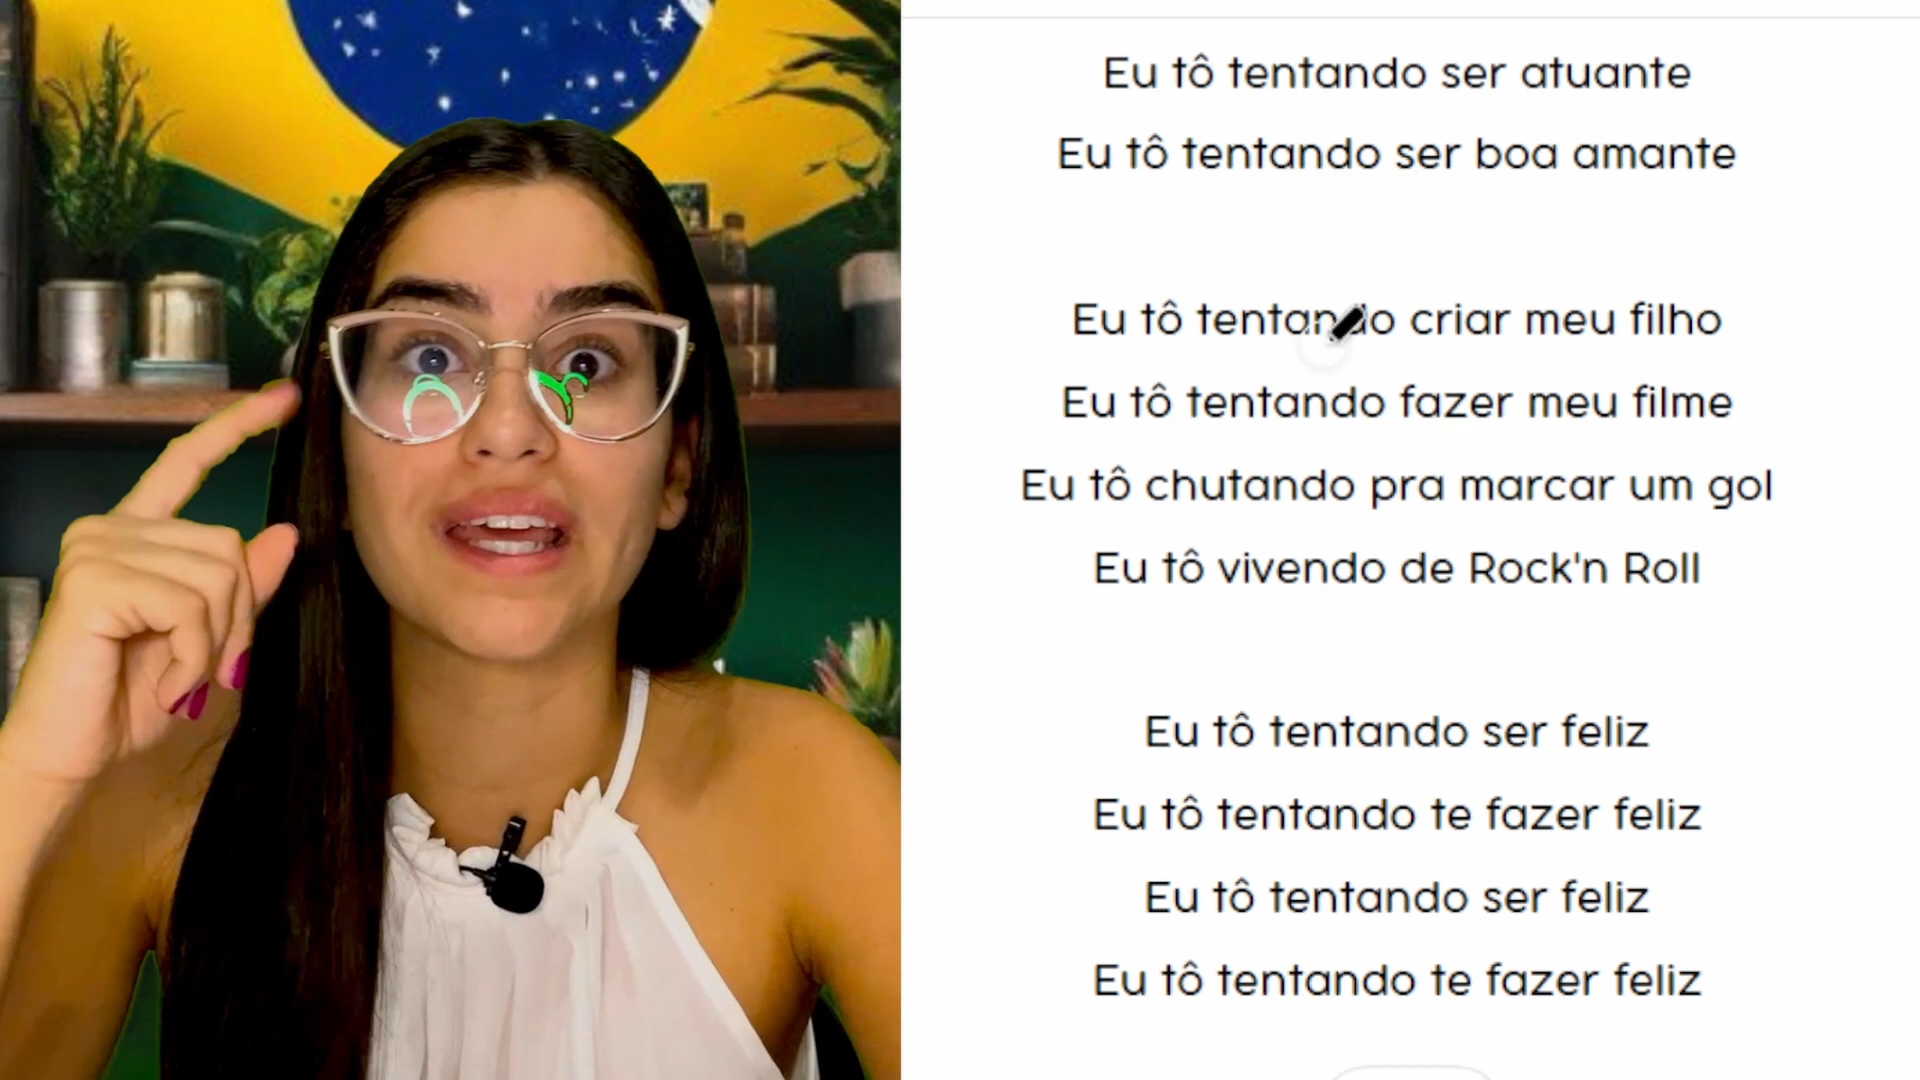 Eu tô tentando ser atuante
Eu tô tentando ser boa amante
Eu tô tentando criar meu filho
Eu tô tentando fazer meu filme
Eu tô chutando pra marcar um gol
Eu tô vivendo de Rock'n Roll
Eu tô tentando ser feliz
Eu tô tentando te fazer feliz
Eu tô tentando ser feliz
Eu tô tentando te fazer feliz